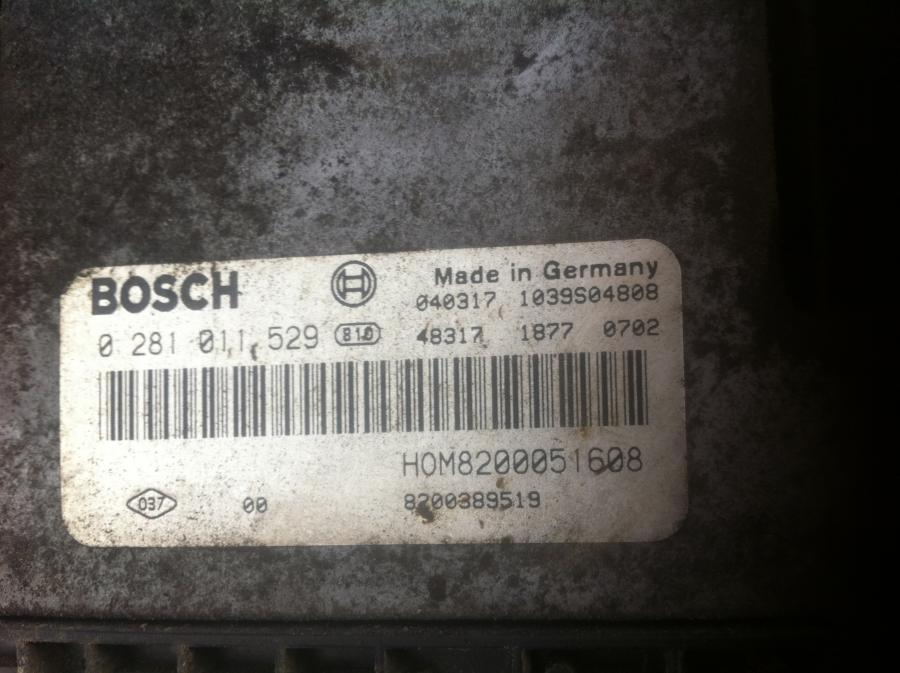 BOSCH
Made in Germany
040317 1039S04808
0 281 011 529 810 48317 1877 0702
HOM8200051608
037 00 8200389519